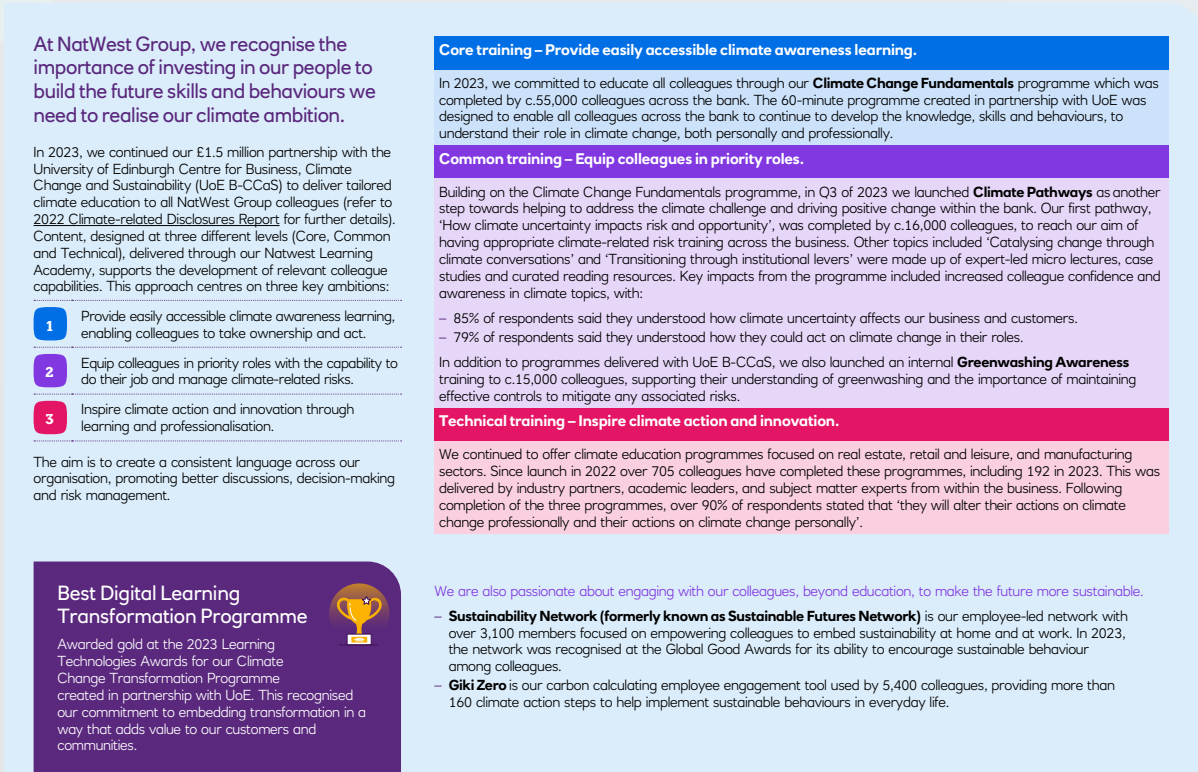 At NatWest Group, we recognise the
importance of investing in our people to
build the future skills and behaviours we
need to realise our climate ambition.
In 2023, we continued our £1.5 million partnership with the
University of Edinburgh Centre for Business, Climate
Change and Sustainability (UoE B-CCaS) to deliver tailored
climate education to all NatWest Group colleagues (refer to
2022 Climate-related Disclosures Report for further details).
Content, designed at three different levels (Core, Common
and Technical), delivered through our Natwest Learning
Academy, supports the development of relevant colleague
capabilities. This approach centres on three key ambitions:
1 Provide easily accessible climate awareness learning,
enabling colleagues to take ownership and act.
2 Equip colleagues in priority roles with the capability to
do their job and manage climate-related risks.
3 Inspire climate action and innovation through
learning and professionalisation.
The aim is to create a consistent language across our
organisation, promoting better discussions, decision-making
and risk management.
Best Digital Learning
Transformation Programme
Awarded gold at the 2023 Learning
Technologies Awards for our Climate
Change Transformation Programme
created in partnership with UoE. This recognised
our commitment to embedding transformation in a
way that adds value to our customers and
communities.
Core training – Provide easily accessible climate awareness learning.
In 2023, we committed to educate all colleagues through our Climate Change Fundamentals programme which was
completed by c.55,000 colleagues across the bank. The 60-minute programme created in partnership with UoE was
designed to enable all colleagues across the bank to continue to develop the knowledge, skills and behaviours, to
understand their role in climate change, both personally and professionally.
Common training – Equip colleagues in priority roles.
Building on the Climate Change Fundamentals programme, in Q3 of 2023 we launched Climate Pathways as another
step towards helping to address the climate challenge and driving positive change within the bank. Our first pathway,
‘How climate uncertainty impacts risk and opportunity’, was completed by c.16,000 colleagues, to reach our aim of
having appropriate climate-related risk training across the business. Other topics included ‘Catalysing change through
climate conversations’ and ‘Transitioning through institutional levers’ were made up of expert-led micro lectures, case
studies and curated reading resources. Key impacts from the programme included increased colleague confidence and
awareness in climate topics, with:
– 85% of respondents said they understood how climate uncertainty affects our business and customers.
– 79% of respondents said they understood how they could act on climate change in their roles.
In addition to programmes delivered with UoE B-CCaS, we also launched an internal Greenwashing Awareness
training to c.15,000 colleagues, supporting their understanding of greenwashing and the importance of maintaining
effective controls to mitigate any associated risks.
Technical training – Inspire climate action and innovation.
We continued to offer climate education programmes focused on real estate, retail and leisure, and manufacturing
sectors. Since launch in 2022 over 705 colleagues have completed these programmes, including 192 in 2023. This was
delivered by industry partners, academic leaders, and subject matter experts from within the business. Following
completion of the three programmes, over 90% of respondents stated that ‘they will alter their actions on climate
change professionally and their actions on climate change personally’.
We are also passionate about engaging with our colleagues, beyond education, to make the future more sustainable.
– Sustainability Network (formerly known as Sustainable Futures Network) is our employee-led network with
over 3,100 members focused on empowering colleagues to embed sustainability at home and at work. In 2023,
the network was recognised at the Global Good Awards for its ability to encourage sustainable behaviour
among colleagues.
– Giki Zero is our carbon calculating employee engagement tool used by 5,400 colleagues, providing more than
160 climate action steps to help implement sustainable behaviours in everyday life.